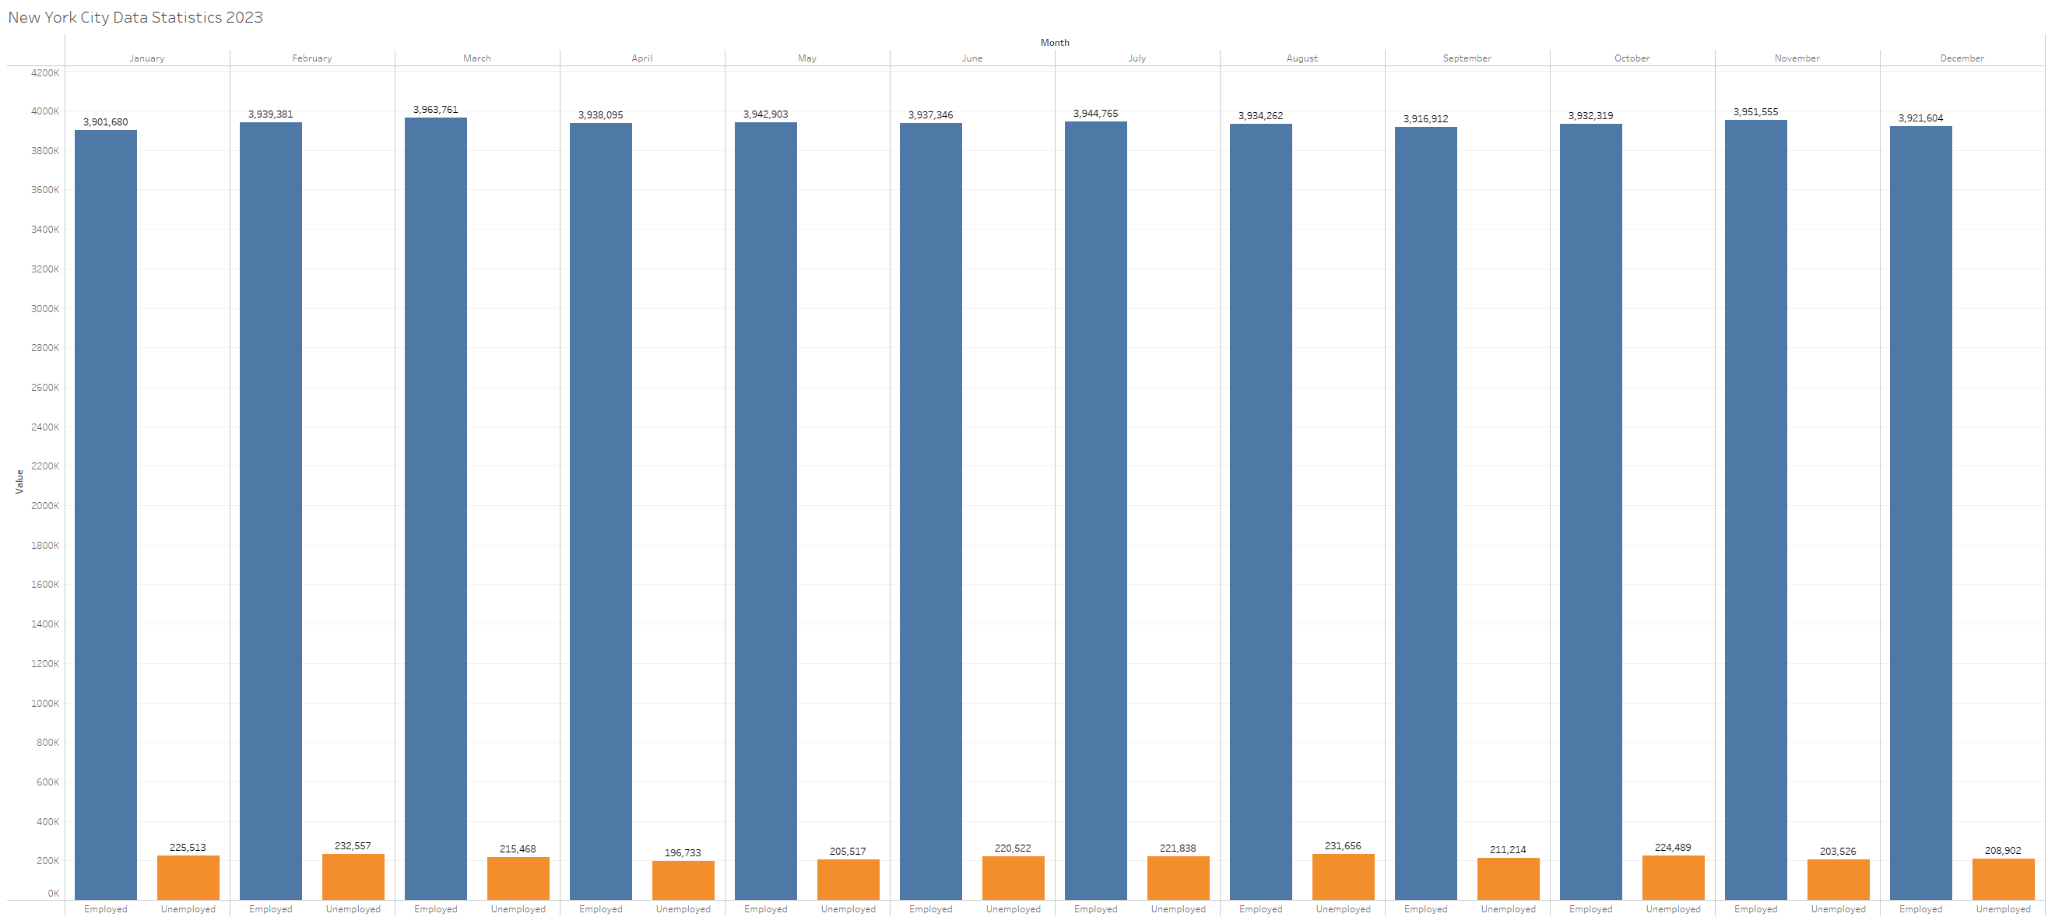 New York City Data Statistics 2023
Month
January February March April May June July August September October November December
4200K
4000K
3800K
3600K
3400K
3200K
3000K
2800K
2600K
2400K
2200K
2000K
1800K
1600K
1400K
1200K
1000K
800K
600K
400K
200K
0K
Value
3,901,680 3,939,381 3,963,761 3,938,095 3,942,903 3,937,346 3,944,765 3,934,262 3,916,912 3,932,319 3,951,555 3,921,604
225,513 232,557 215,468 196,733 205,517 220,522 221,838 231,656 211,214 224,489 203,526 208,902
Employed Unemployed Employed Unemployed Employed Unemployed Employed Unemployed Employed Unemployed Employed Unemployed Employed Unemployed Employed Unemployed Employed Unemployed Employed Unemployed Employed Unemployed Employed Unemployed